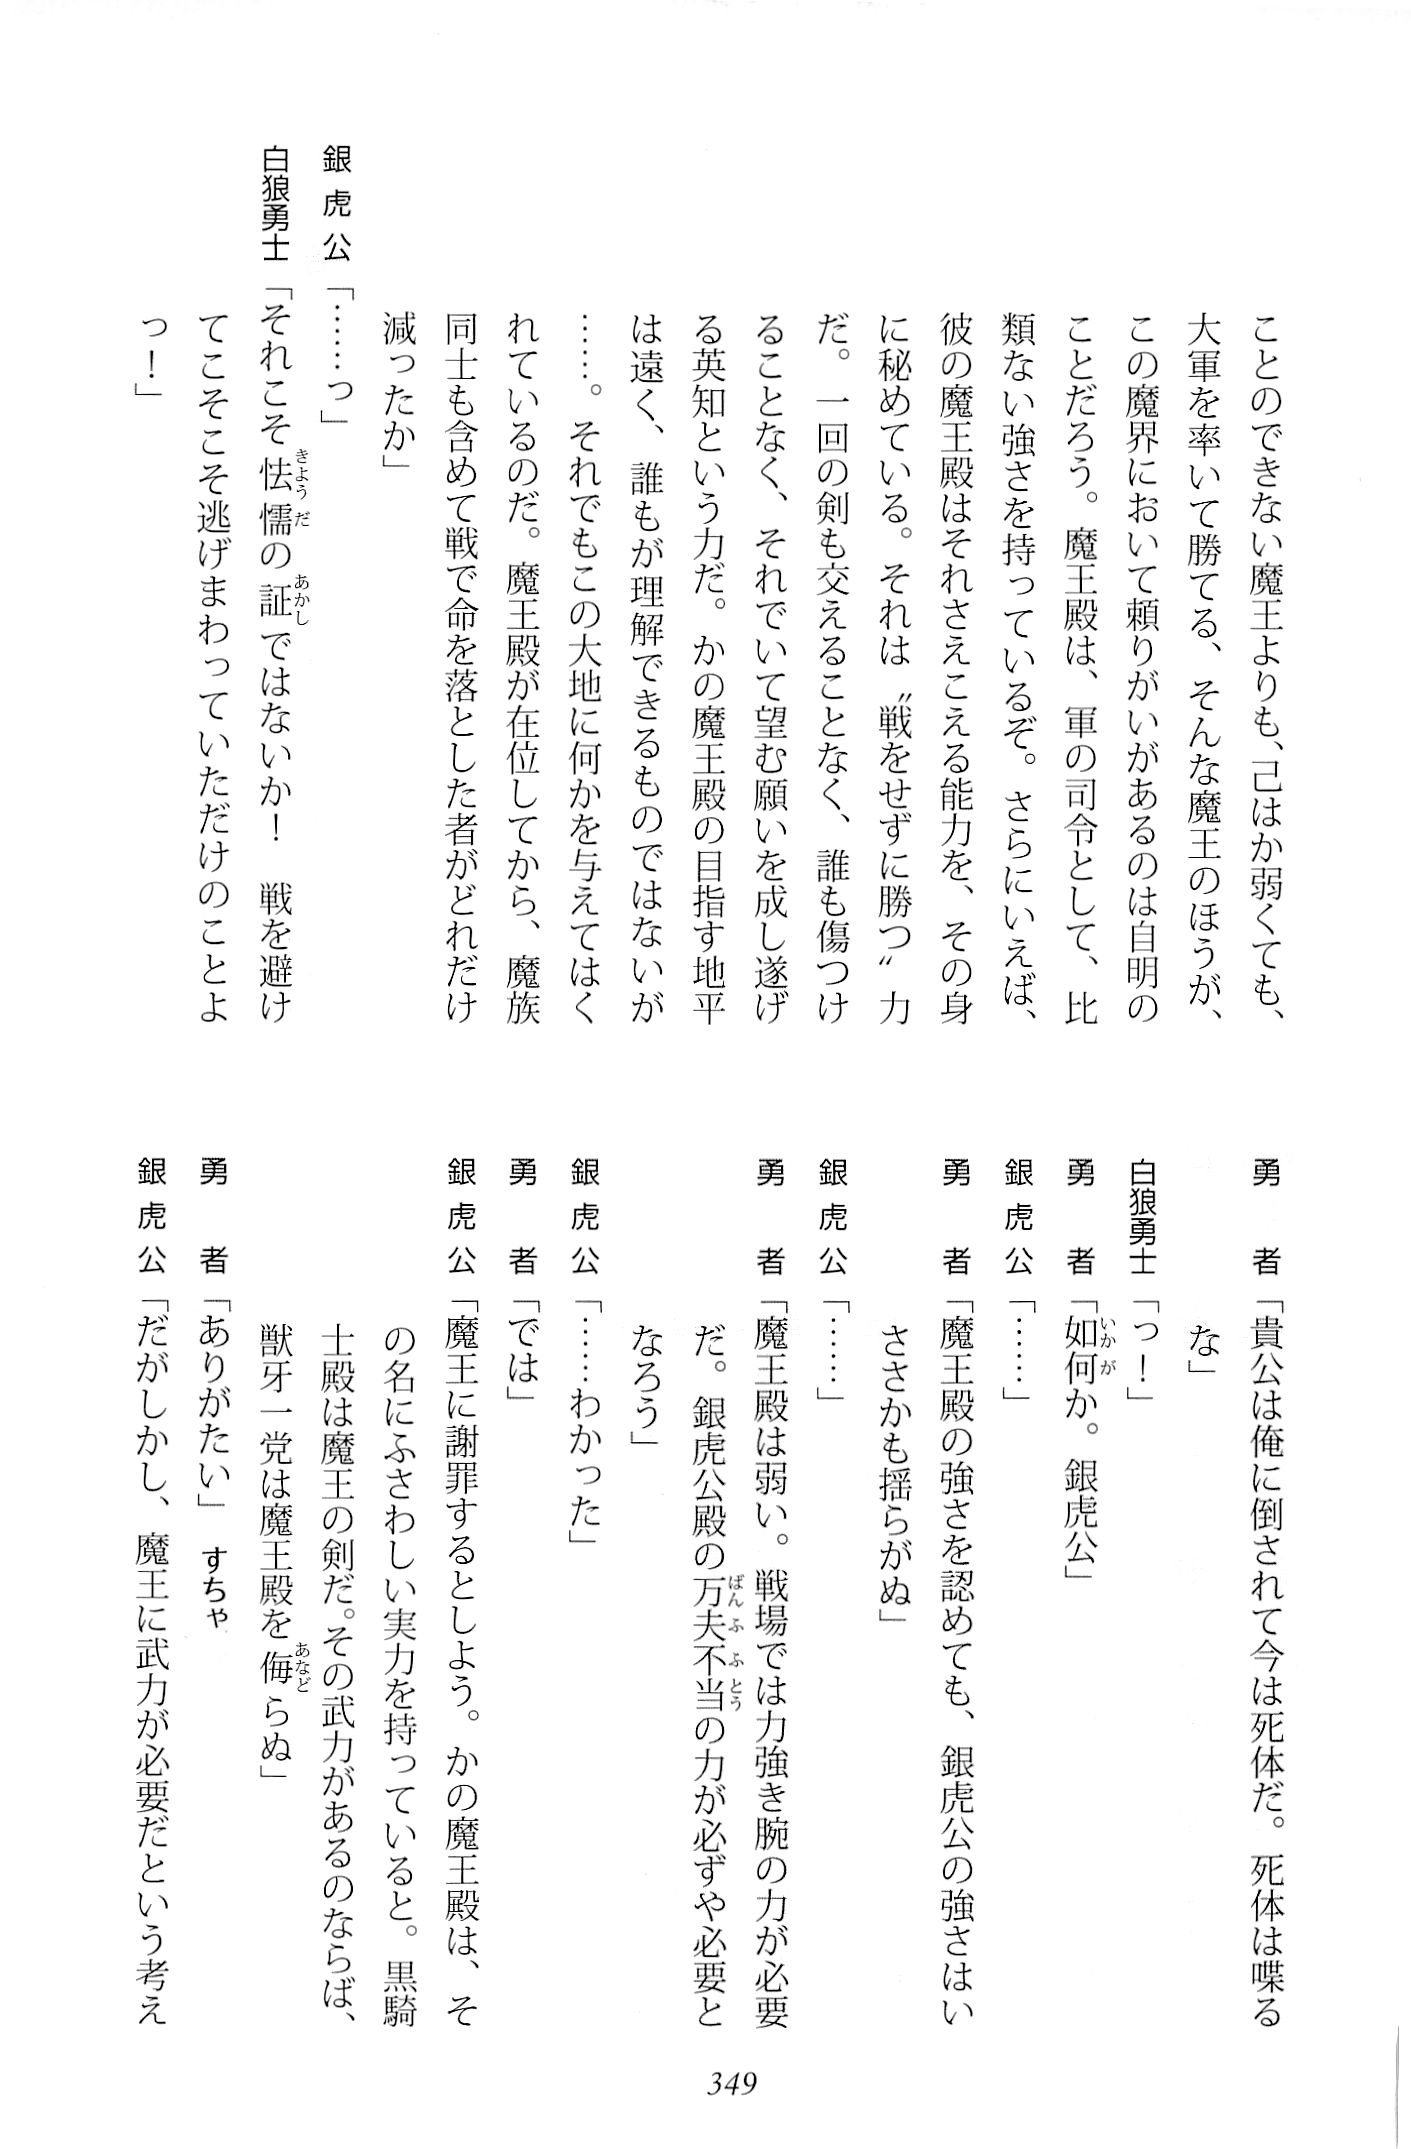 ことのできない魔王よりも、己はか弱くても、
大軍を率いて勝てる、そんな魔王のほうが、
この魔界において頼りがいがあるのは自明の
ことだろう。魔王殿は、軍の司令として、比
類ない強さを持っているぞ。さらにいえば、
彼の魔王殿はそれさえこえる能力を、その身
に秘めている。それは〝戦をせずに勝つ〟力
だ。一回の剣も交えることなく、誰も傷つけ
ることなく、それでいて望む願いを成し遂げ
る英知という力だ。かの魔王殿の目指す地平
は遠く、誰もが理解できるものではないが
……。それでもこの大地に何かを与えてはく
れているのだ。魔王殿が在位してから、魔族
同士も含めて戦で命を落とした者がどれだけ
減ったか」
銀虎公「……っ」
白狼勇士「それこそ怯懦の証ではないか！　戦を避け
てこそこそ逃げまわっていただけのことよ
っ！」
勇者「貴公は俺に倒されて今は死体だ。死体は喋る
な」
白狼勇士「っ！」
勇者「如何か。銀虎公」
銀虎公「……」
勇者「魔王殿の強さを認めても、銀虎公の強さはい
ささかも揺らがぬ」
銀虎公「……」
勇者「魔王殿は弱い。戦場では力強き腕の力が必要
だ。銀虎公殿の万夫不当の力が必ずや必要と
なろう」
銀虎公「……わかった」
勇者「では」
銀虎公「魔王に謝罪するとしよう。かの魔王殿は、そ
の名にふさわしい実力を持っていると。黒騎
士殿は魔王の剣だ。その武力があるのならば、
獣牙一党は魔王殿を侮らぬ」
勇者「ありがたい」すちゃ
銀虎公「だがしかし、魔王に武力が必要だという考え
349